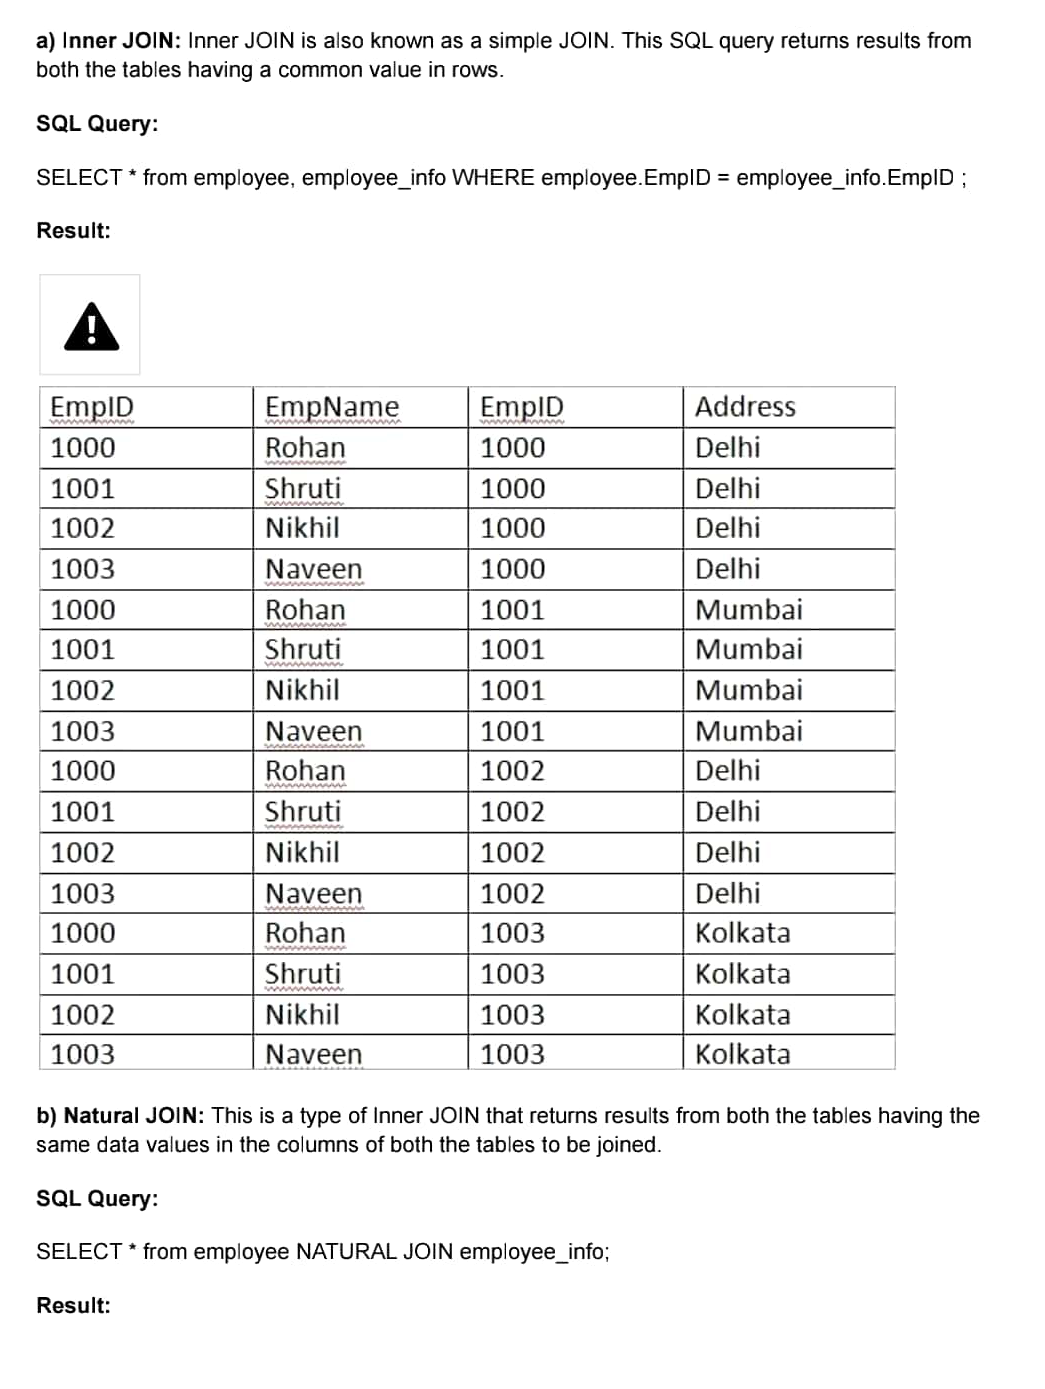 a) Inner JOIN: Inner JOIN is also known as a simple JOIN. This SQL query returns results from
both the tables having a common value in rows.
SQL Query:
SELECT * from employee, employee_info WHERE employee.EmpID = employee_info.EmpID ;
Result:
EmpID EmpName EmpID Address
1000 Rohan 1000 Delhi
1001 Shruti 1000 Delhi
1002 Nikhil 1000 Delhi
1003 Naveen 1000 Delhi
1000 Rohan 1001 Mumbai
1001 Shruti 1001 Mumbai
1002 Nikhil 1001 Mumbai
1003 Naveen 1001 Mumbai
1000 Rohan 1002 Delhi
1001 Shruti 1002 Delhi
1002 Nikhil 1002 Delhi
1003 Naveen 1002 Delhi
1000 Rohan 1003 Kolkata
1001 Shruti 1003 Kolkata
1002 Nikhil 1003 Kolkata
1003 Naveen 1003 Kolkata
b) Natural JOIN: This is a type of Inner JOIN that returns results from both the tables having the
same data values in the columns of both the tables to be joined.
SQL Query:
SELECT * from employee NATURAL JOIN employee_info;
Result: